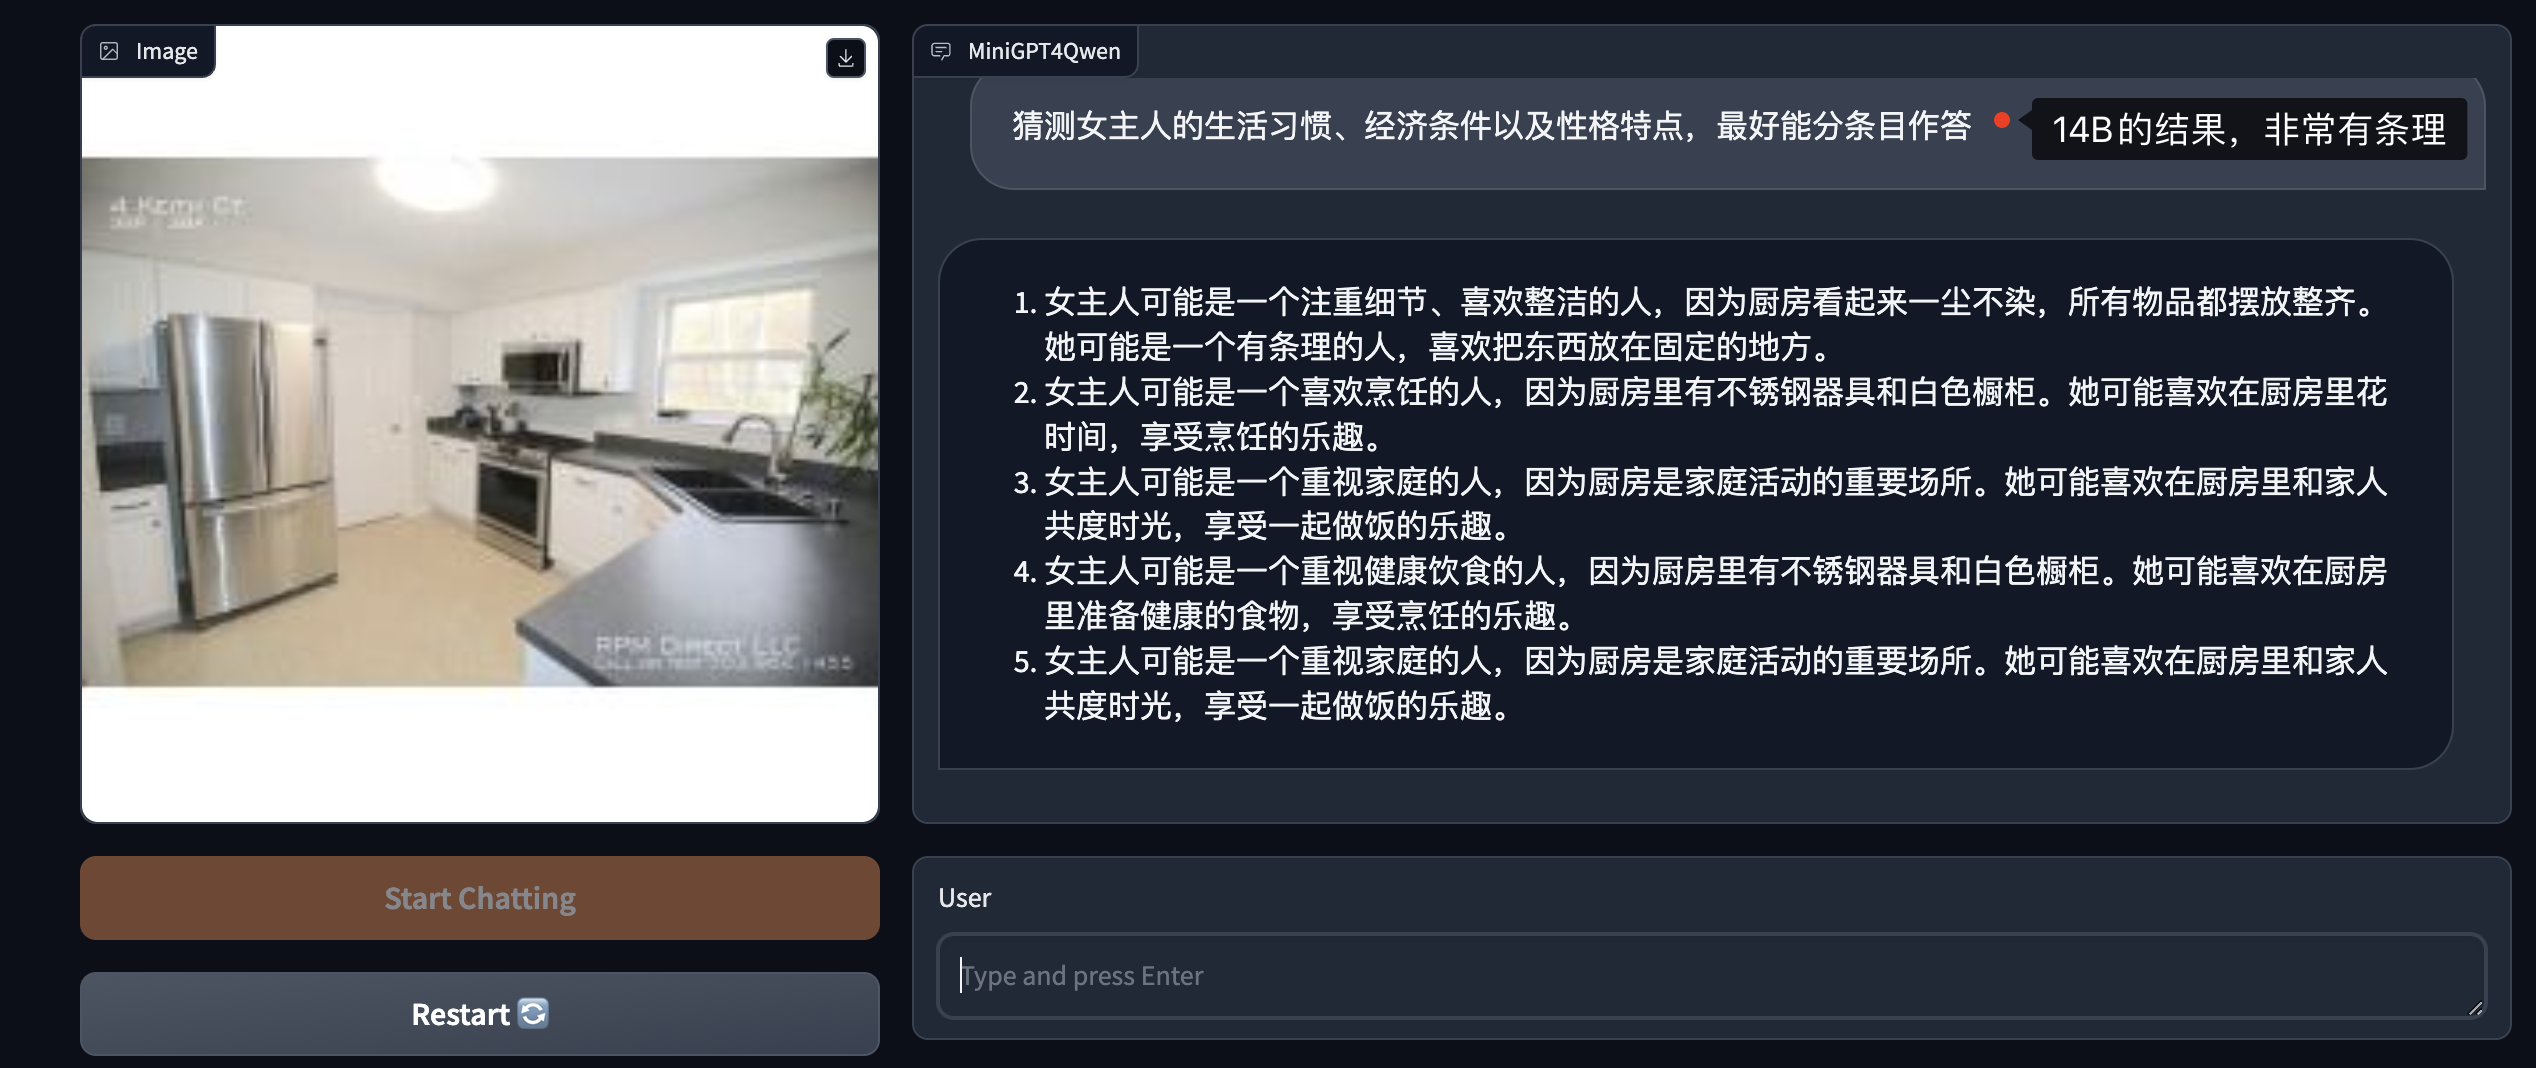 Image
MiniGPT4Qwen
猜测女主人的生活习惯、经济条件以及性格特点，最好能分条目作答
14B的结果，非常有条理
4 Kemp Ct
RPM Direct LLC
1. 女主人可能是一个注重细节、喜欢整洁的人，因为厨房看起来一尘不染，所有物品都摆放整齐。
她可能是一个有条理的人，喜欢把东西放在固定的地方。
2. 女主人可能是一个喜欢烹饪的人，因为厨房里有不锈钢器具和白色橱柜。她可能喜欢在厨房里花
时间，享受烹饪的乐趣。
3. 女主人可能是一个重视家庭的人，因为厨房是家庭活动的重要场所。她可能喜欢在厨房里和家人
共度时光，享受一起做饭的乐趣。
4. 女主人可能是一个重视健康饮食的人，因为厨房里有不锈钢器具和白色橱柜。她可能喜欢在厨房
里准备健康的食物，享受烹饪的乐趣。
5. 女主人可能是一个重视家庭的人，因为厨房是家庭活动的重要场所。她可能喜欢在厨房里和家人
共度时光，享受一起做饭的乐趣。
Start Chatting
Restart
User
Type and press Enter